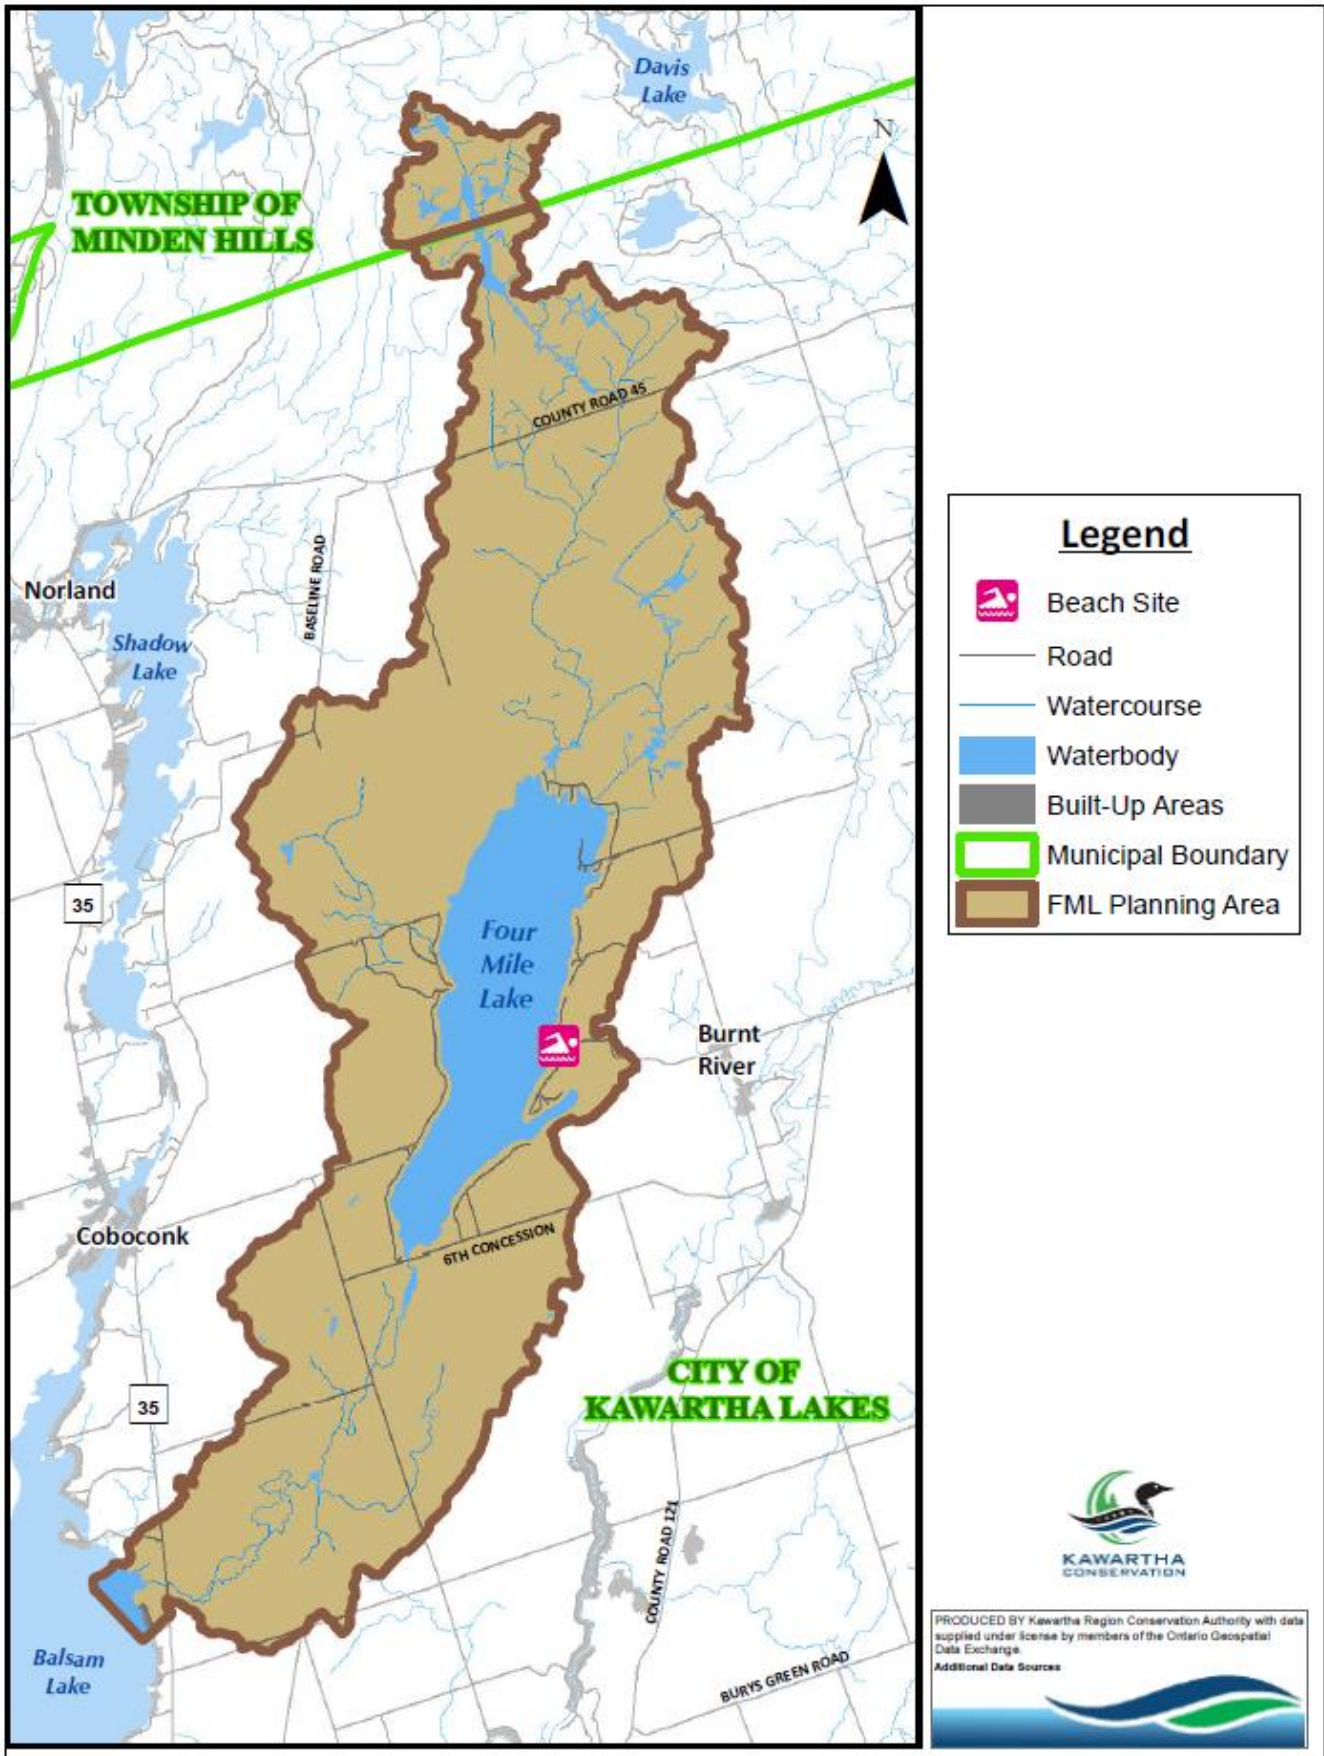 Davis
Lake
N
TOWNSHIP OF
MINDEN HILLS
COUNTY ROAD 45
BASELINE ROAD
Norland
Shadow
Lake
35
Four
Mile
Lake
Burnt
River
Coboconk
6TH CONCESSION
CITY OF
KAWARTHA LAKES
35
COUNTY ROAD 121
BURYS GREEN ROAD
Balsam
Lake
Legend
Beach Site
Road
Watercourse
Waterbody
Built-Up Areas
Municipal Boundary
FML Planning Area
KAWARTHA
CONSERVATION
PRODUCED BY Kawartha Region Conservation Authority with data
supplied under license by members of the Ontario Geospatial
Data Exchange.
Additional Data Sources